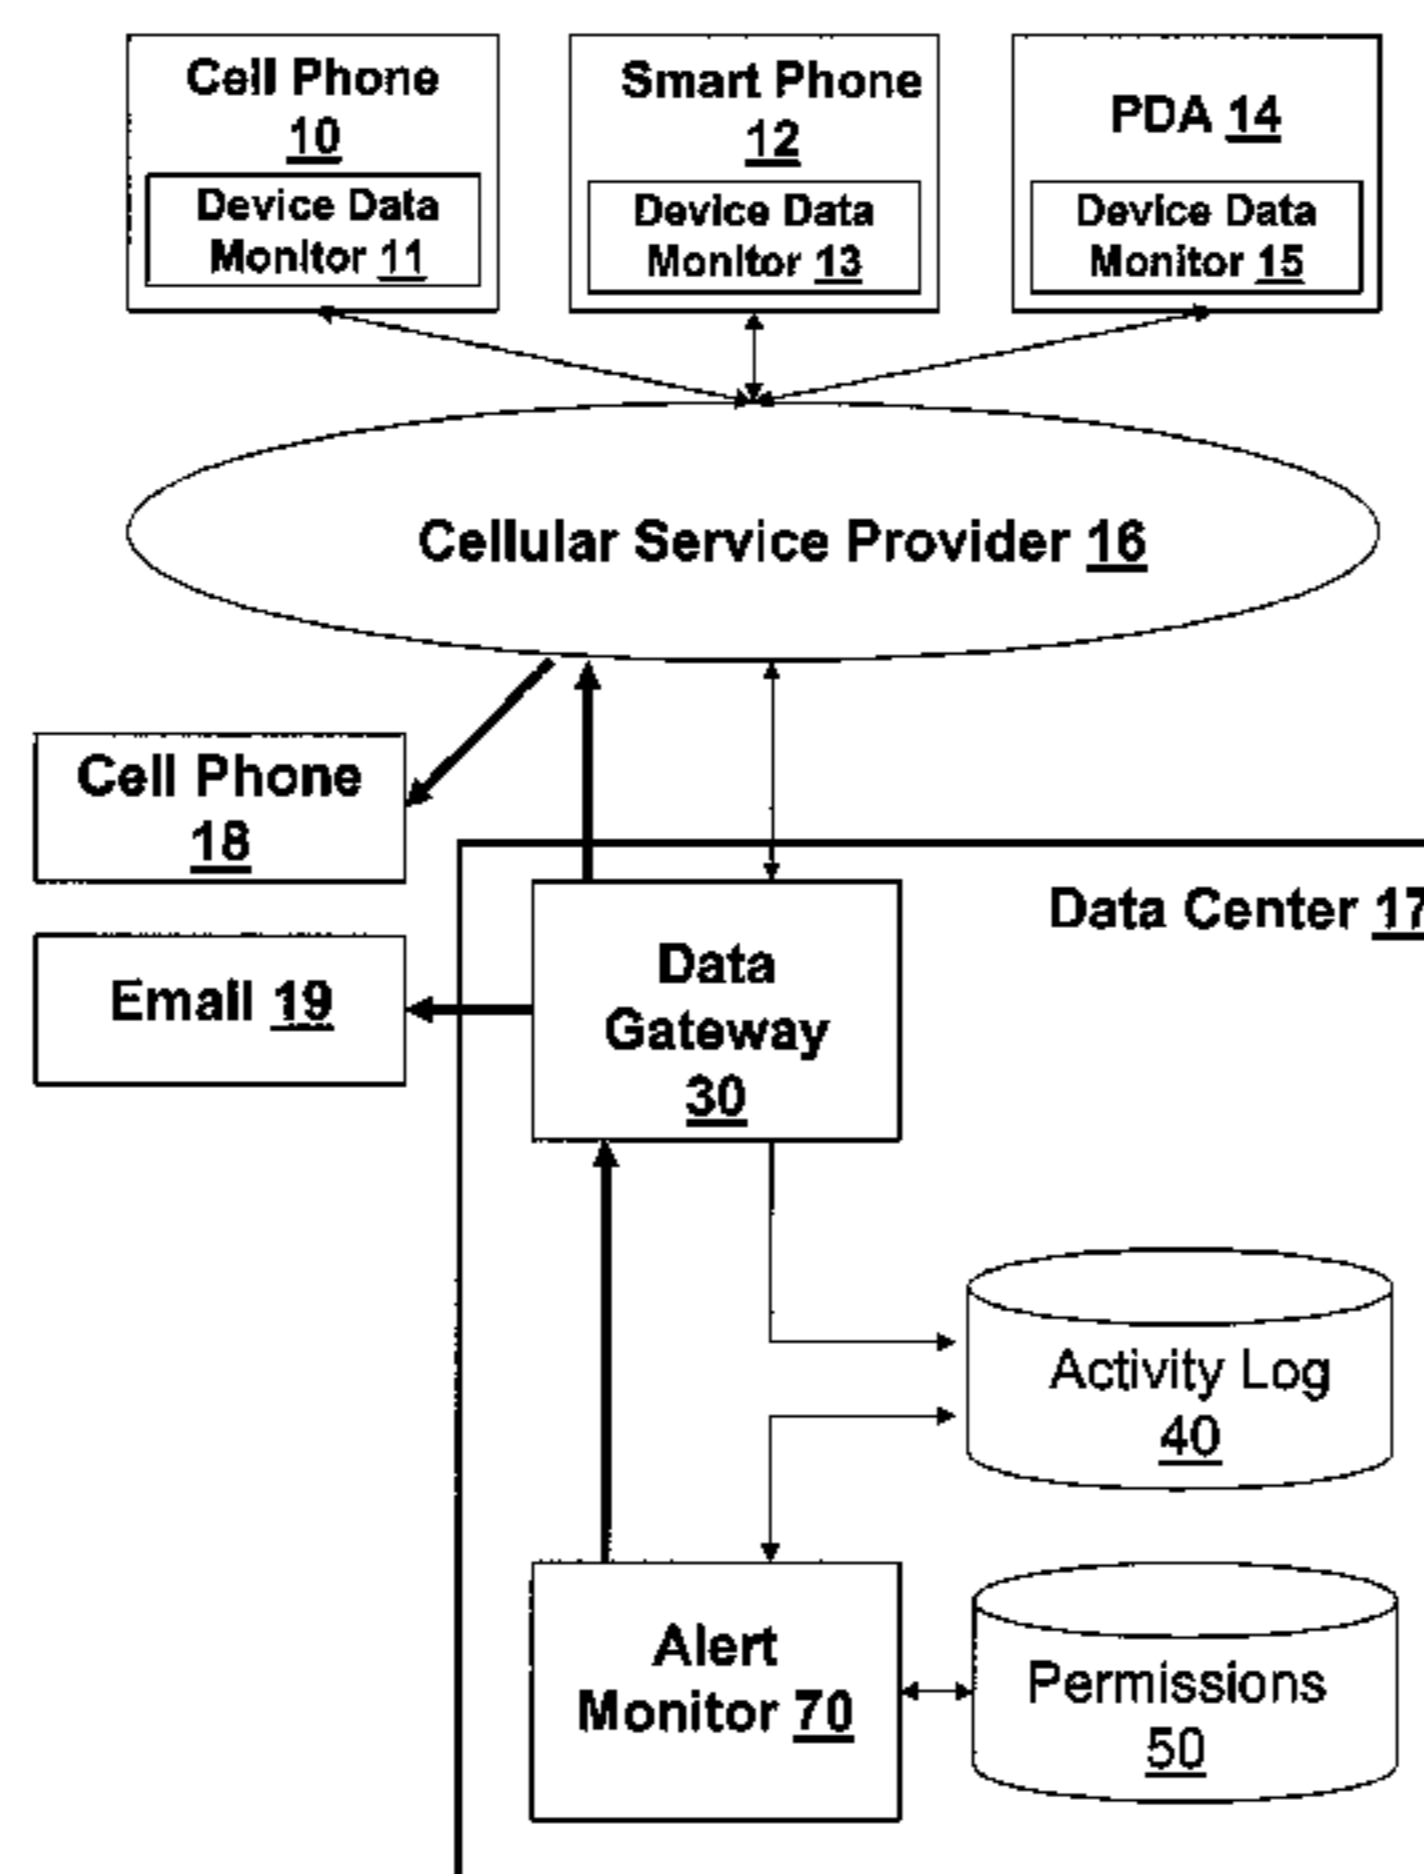 Cell Phone
10
Device Data
Monitor 11
Smart Phone
12
Device Data
Monitor 13
PDA 14
Device Data
Monitor 15
Cellular Service Provider 16
Cell Phone
18
Data Center 17
Email 19
Data
Gateway
30
Activity Log
40
Alert
Monitor 70
Permissions
50